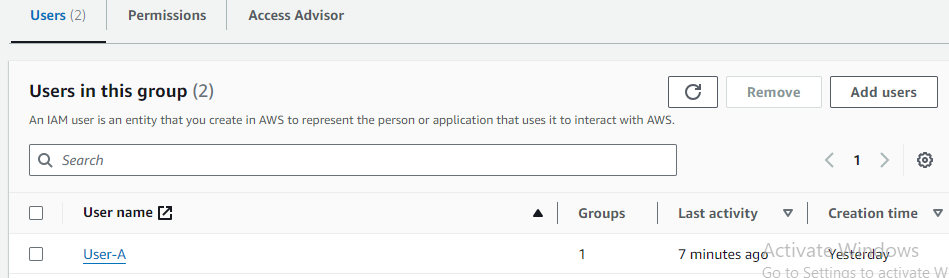 Users (2) Permissions Access Advisor
Users in this group (2) Remove Add users
An IAM user is an entity that you create in AWS to represent the person or application that uses it to interact with AWS.
Search 1
User name Groups Last activity Creation time
User-A 1 7 minutes ago Yesterday
Activate Windows
Go to Settings to activate W